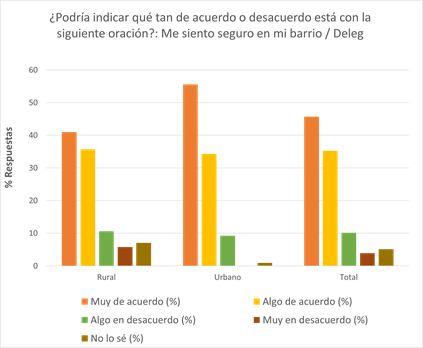 ¿Podría indicar qué tan de acuerdo o desacuerdo está con la
siguiente oración?: Me siento seguro en mi barrio / Deleg
% Respuestas
60
50
40
30
20
10
0
Rural
Urbano
Total
Muy de acuerdo (%)
Algo de acuerdo (%)
Algo en desacuerdo (%)
Muy en desacuerdo (%)
No lo sé (%)